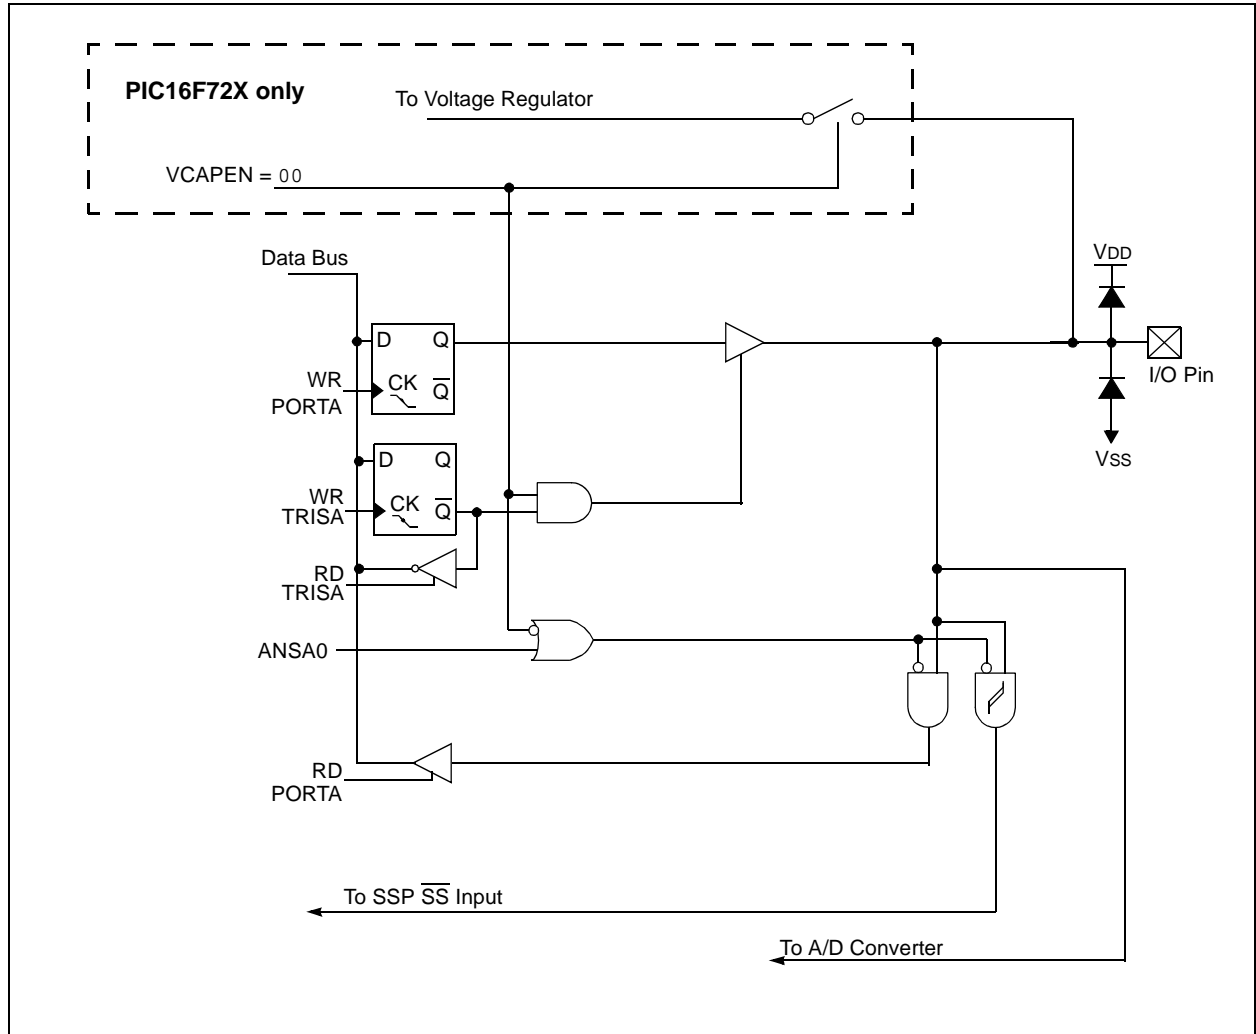 PIC16F72X only
To Voltage Regulator
VCAPEN = 00
Data Bus
VDD
D Q
WR
PORTA
CK Q
I/O Pin
VSS
D Q
WR
TRISA
CK Q
RD
TRISA
ANSA0
RD
PORTA
To SSP SS Input
To A/D Converter